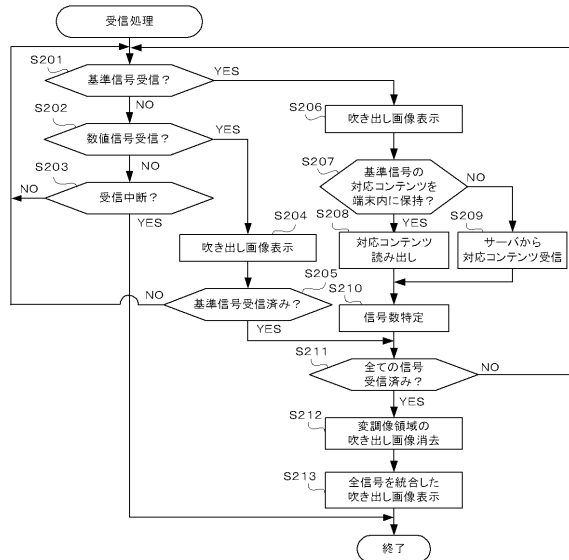 受信処理
S201
基準信号受信?
YES
NO
S202
数値信号受信?
YES
NO
S203
受信中断?
NO
YES
S204
吹き出し画像表示
S205
基準信号受信済み?
NO
YES
S206
吹き出し画像表示
S207
基準信号の
対応コンテンツを
端末内に保持?
NO
YES
S208
対応コンテンツ
読み出し
S209
サーバから
対応コンテンツ受信
S210
信号数特定
S211
全ての信号
受信済み?
NO
YES
S212
変調像領域の
吹き出し画像消去
S213
全信号を統合した
吹き出し画像表示
終了